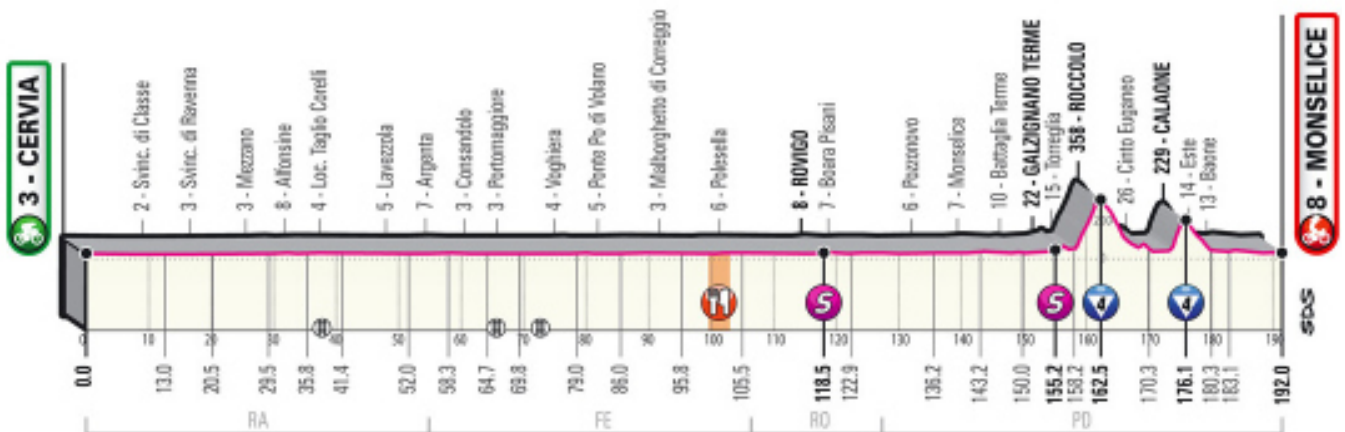 3 - CERVIA
2 - Svinc. di Classe
3 - Svinc. di Ravenna
3 - Mezzano
8 - Alfonsine
4 - Loc. Taglio Corelli
5 - Lavezzola
7 - Argenta
3 - Consandolo
3 - Portomaggiore
4 - Voghiera
5 - Ponte Po di Volano
3 - Malborghetto di Correggio
6 - Polesella
8 - ROVIGO
7 - Boara Pisani
6 - Pozzonovo
7 - Monselice
10 - Battaglia Terme
22 - GALZIGNANO TERME
15 - Torreglia
358 - ROCCOLO
26 - Cinto Euganeo
229 - CALAONE
14 - Este
13 - Baone
8 - MONSELICE
S
S
4
4
SDS
0 10 20 30 40 50 60 70 80 90 100 110 120 130 140 150 160 170 180 190
0.0 13.0 20.5 29.5 35.8 41.4 52.0 58.3 64.7 69.8 79.0 86.0 95.8 105.5 118.5 122.9 136.2 143.2 150.0 155.2 158.2 162.5 170.3 176.1 180.3 183.1 192.0
RA FE RO PD